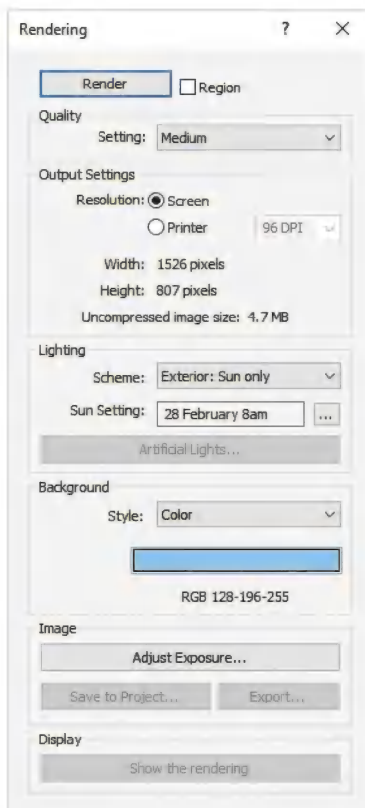 Rendering ? X
Render Region
Quality
Setting: Medium
Output Settings
Resolution: Screen
Printer 96 DPI
Width: 1526 pixels
Height: 807 pixels
Uncompressed image size: 4.7 MB
Lighting
Scheme: Exterior: Sun only
Sun Setting: 28 February 8am ...
Artificial Lights...
Background
Style: Color
RGB 128-196-255
Image
Adjust Exposure...
Save to Project... Export...
Display
Show the rendering